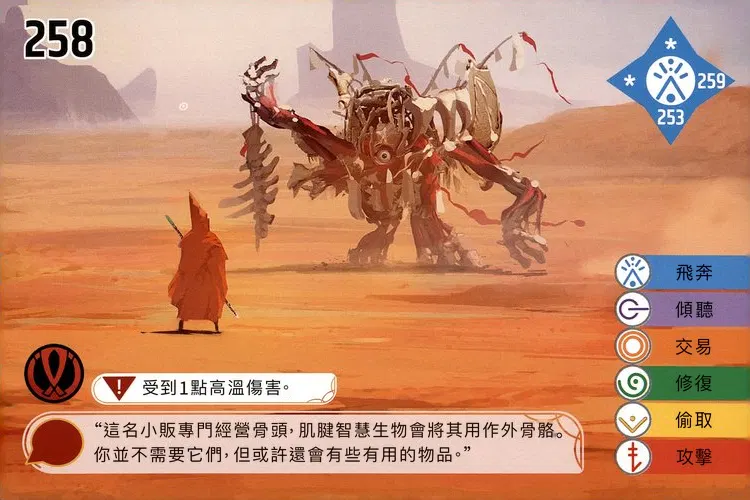 258
*
* 259
253
飛奔
傾聽
交易
修復
偷取
攻擊
! 受到1點高溫傷害。
“這名小販專門經營骨頭，肌腱智慧生物會將其用作外骨骼。
你並不需要它們，但或許還會有些有用的物品。”